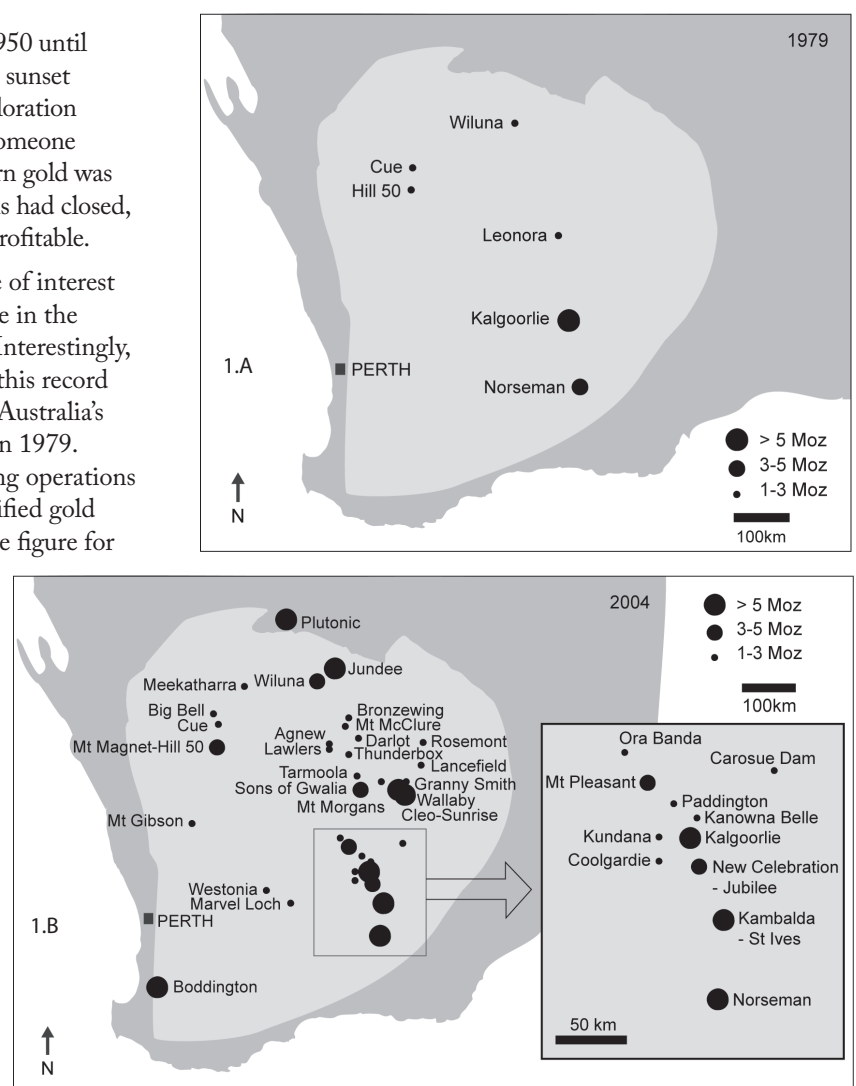 950 until
sunset
loration
omeone
rn gold was
s had closed,
rofitable.
e of interest
e in the
Interestingly,
this record
Australia's
n 1979.
ng operations
ified gold
e figure for
1979
Wiluna
Cue
Hill 50
Leonora
Kalgoorlie
1.A
PERTH
Norseman
> 5 Moz
3-5 Moz
1-3 Moz
100km
N
2004
> 5 Moz
3-5 Moz
1-3 Moz
100km
Plutonic
Jundee
Meekatharra
Wiluna
Big Bell
Cue
Mt Magnet-Hill 50
Bronzewing
Mt McClure
Agnew
Lawlers
Darlot
Rosemont
Thunderbox
Lancefield
Tarmoola
Sons of Gwalia
Granny Smith
Mt Morgans
Wallaby
Cleo-Sunrise
Mt Gibson
Westonia
Marvel Loch
1.B
PERTH
Boddington
N
Ora Banda
Carosue Dam
Mt Pleasant
Paddington
Kanowna Belle
Kundana
Kalgoorlie
Coolgardie
New Celebration
- Jubilee
Kambalda
- St Ives
Norseman
50 km